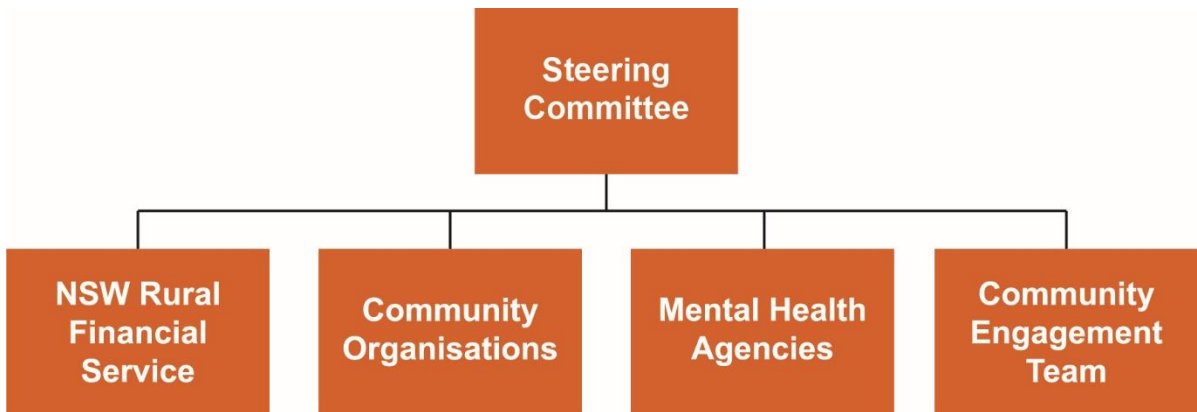 Steering
Committee
NSW Rural
Financial
Service
Community
Organisations
Mental Health
Agencies
Community
Engagement
Team